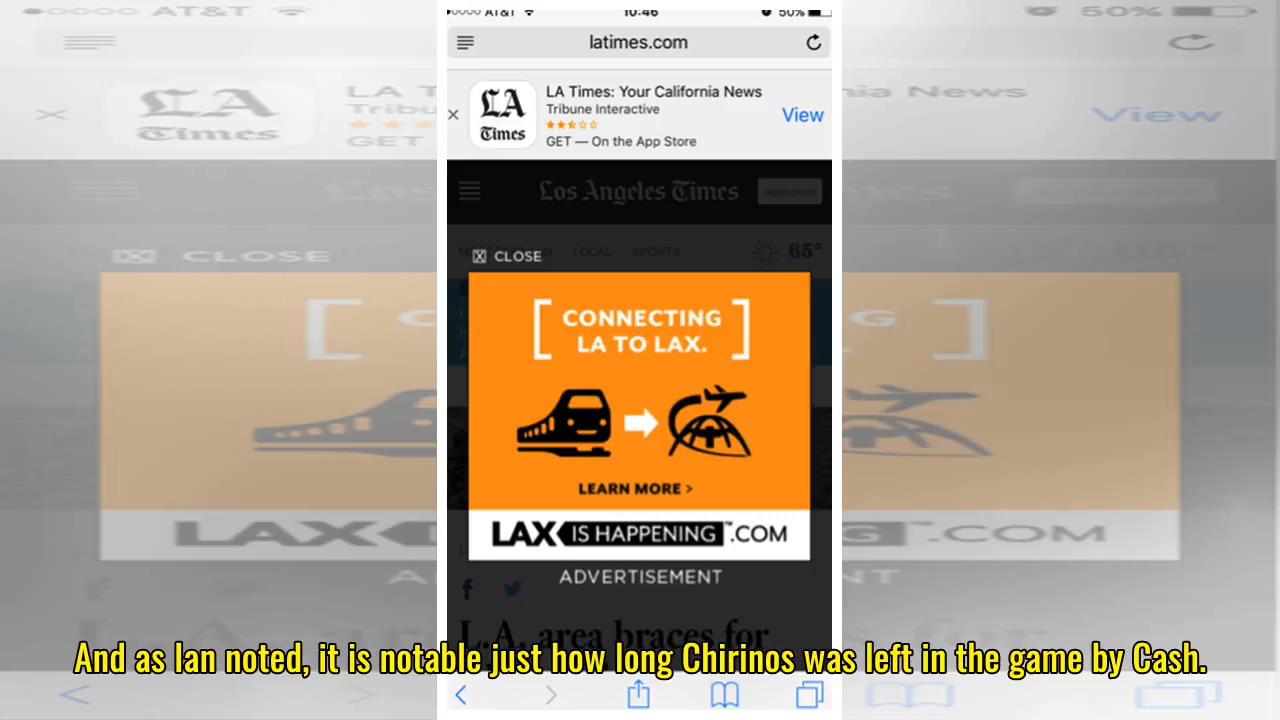 AT&T 10:46 50%
latimes.com
LA Times: Your California News
LA
Times
Tribune Interactive
GET — On the App Store
View
Los Angeles Times
LOCAL SPORTS 65°
CLOSE
[ CONNECTING
LA TO LAX. ]
LEARN MORE >
LAX IS HAPPENING™.COM
ADVERTISEMENT
L.A. area braces for
And as Ian noted, it is notable just how long Chirinos was left in the game by Cash.